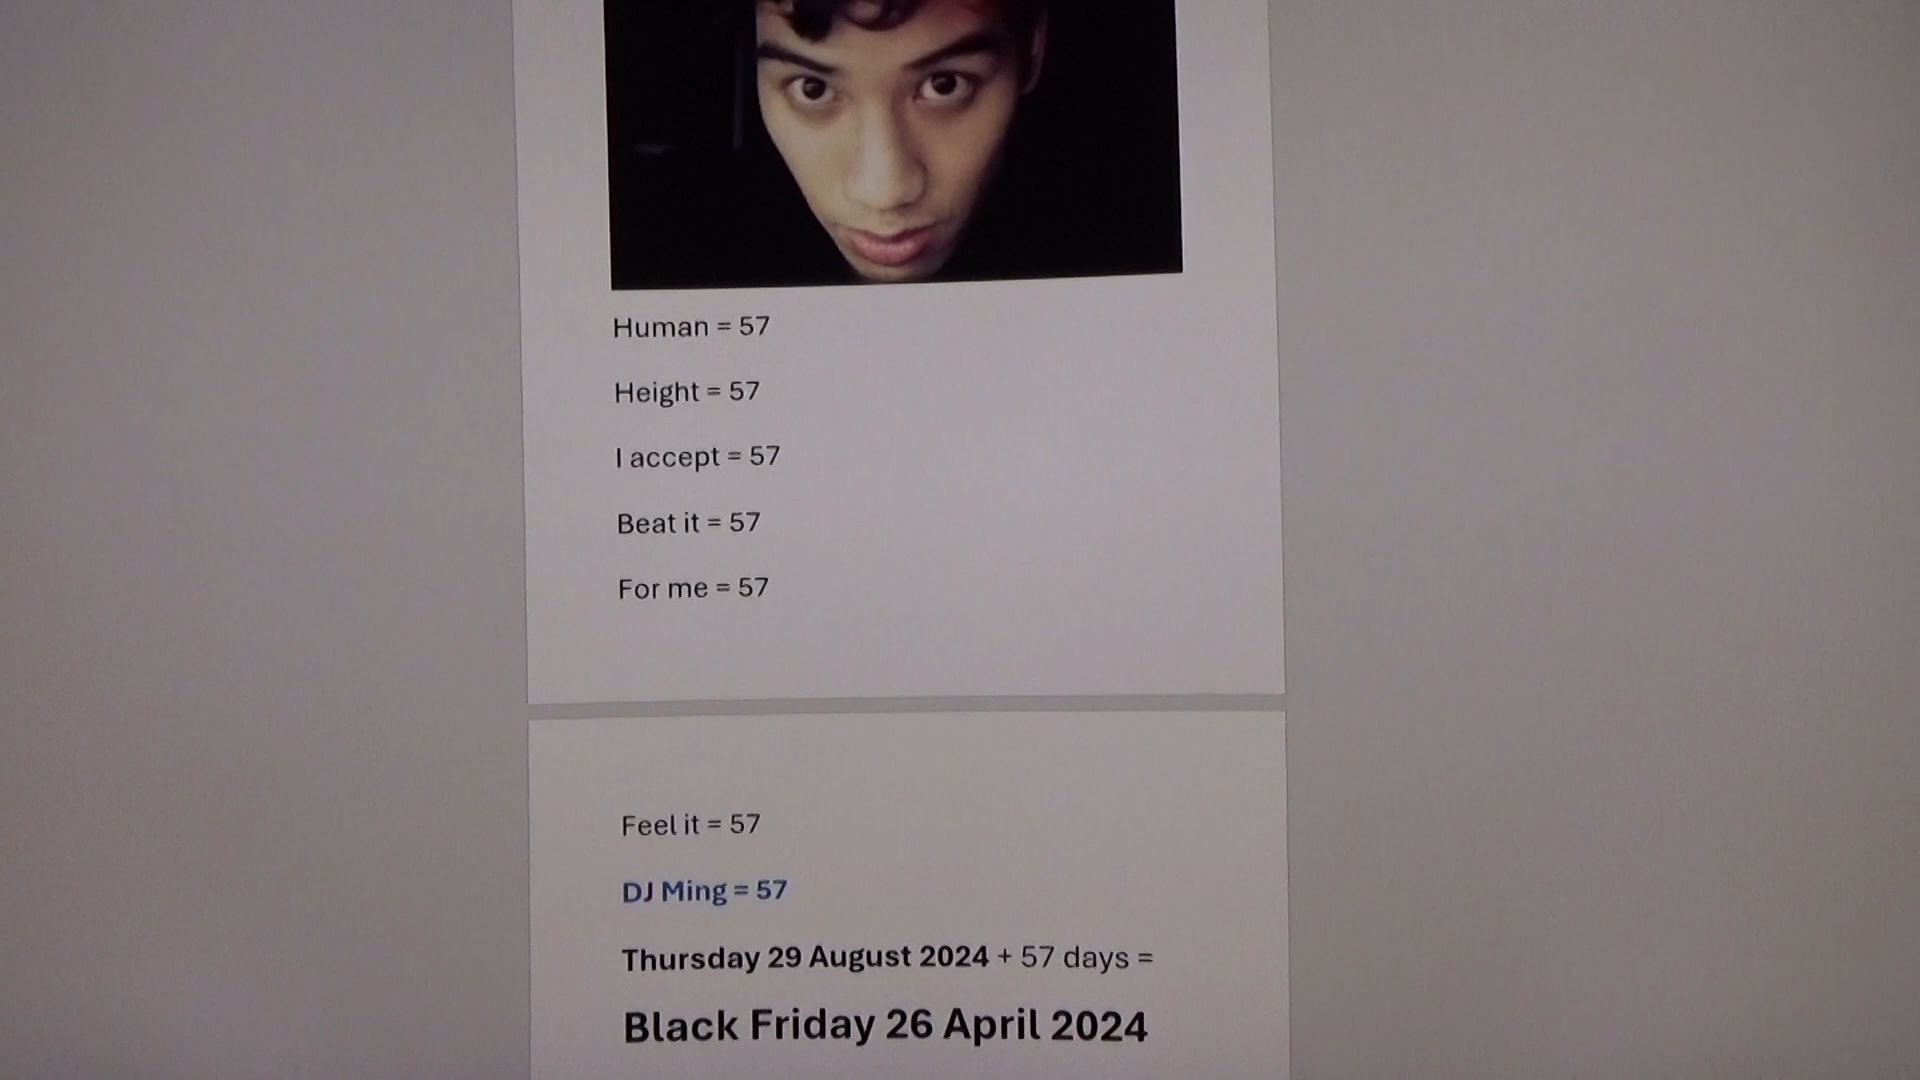 Human = 57
Height = 57
I accept = 57
Beat it = 57
For me = 57
Feel it = 57
DJ Ming = 57
Thursday 29 August 2024 + 57 days =
Black Friday 26 April 2024